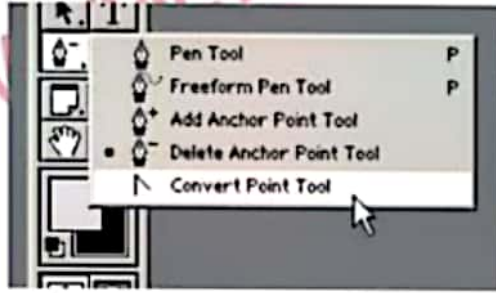 T
Pen Tool P
Freeform Pen Tool P
Add Anchor Point Tool
Delete Anchor Point Tool
Convert Point Tool